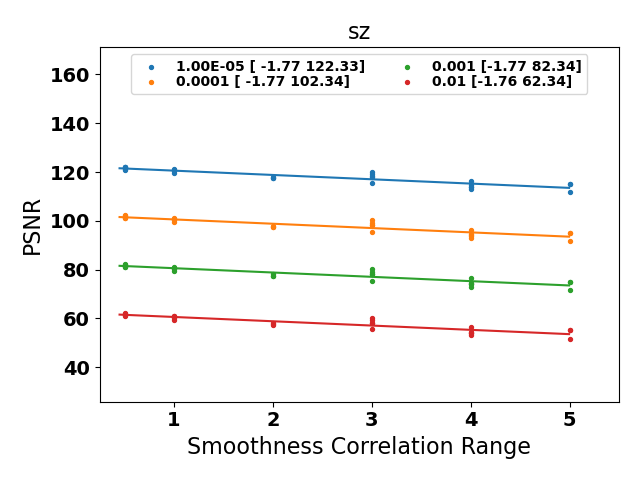 sz
1.00E-05 [ -1.77 122.33]
0.0001 [ -1.77 102.34]
0.001 [-1.77 82.34]
0.01 [-1.76 62.34]
160
140
120
100
80
60
40
PSNR
1 2 3 4 5
Smoothness Correlation Range